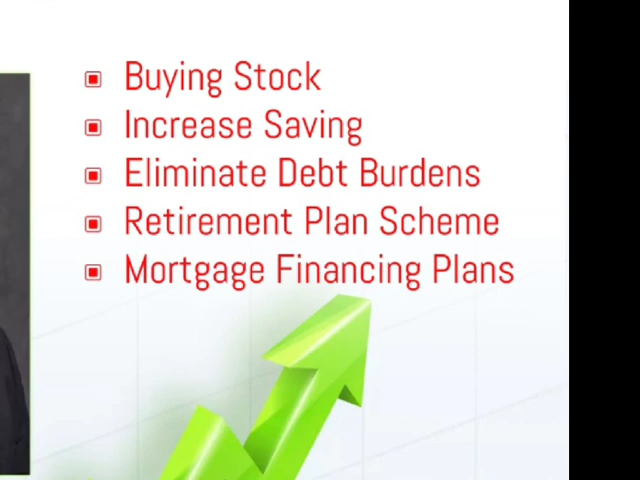 Buying Stock
Increase Saving
Eliminate Debt Burdens
Retirement Plan Scheme
Mortgage Financing Plans